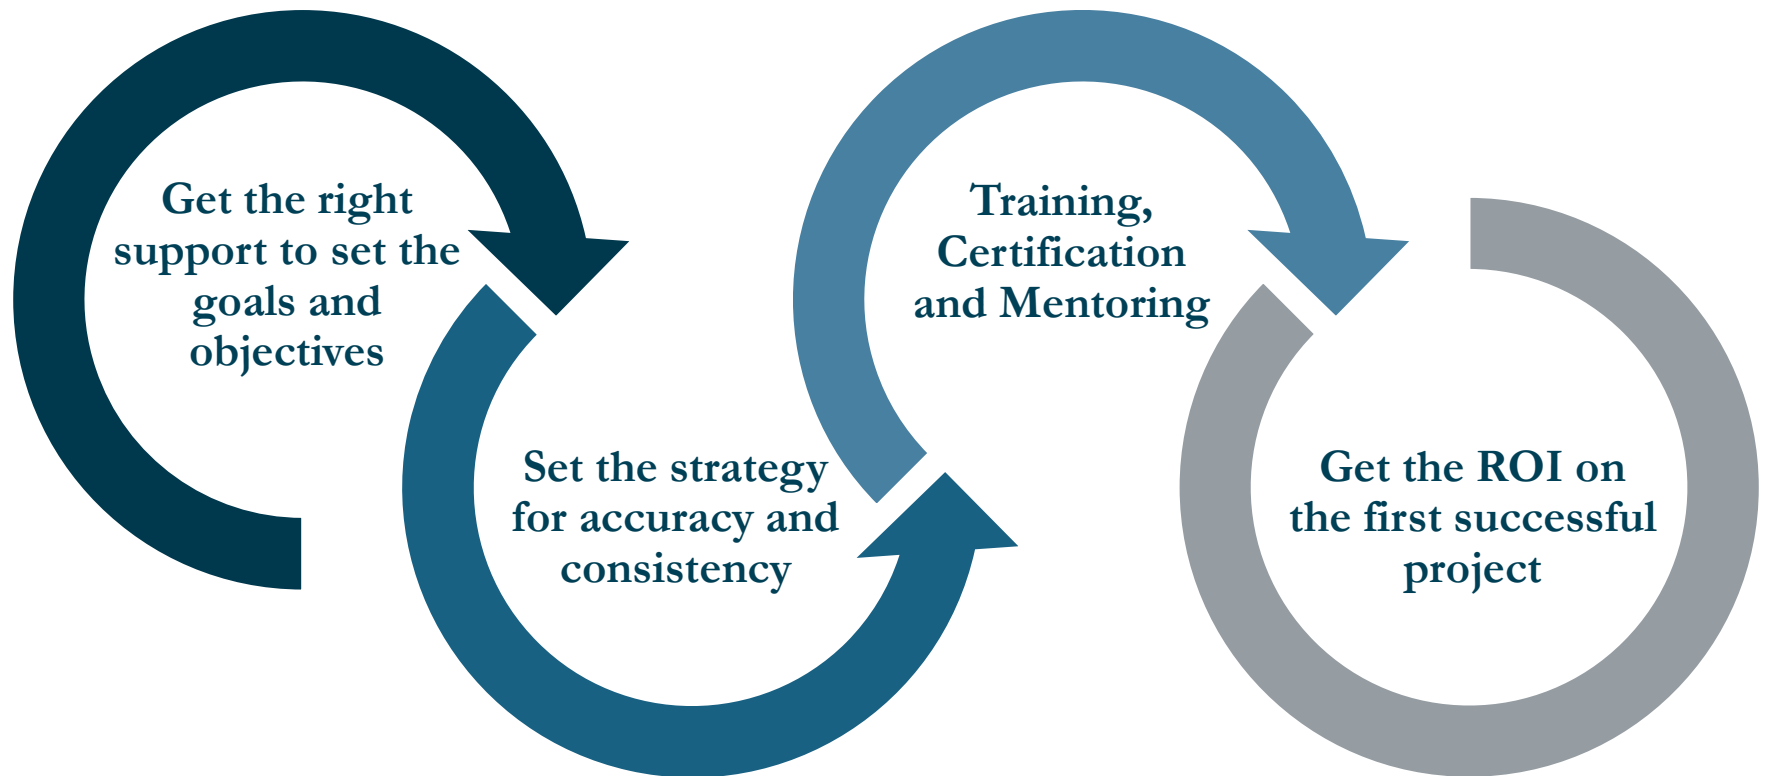 Get the right
support to set the
goals and
objectives
Set the strategy
for accuracy and
consistency
Training,
Certification
and Mentoring
Get the ROI on
the first successful
project